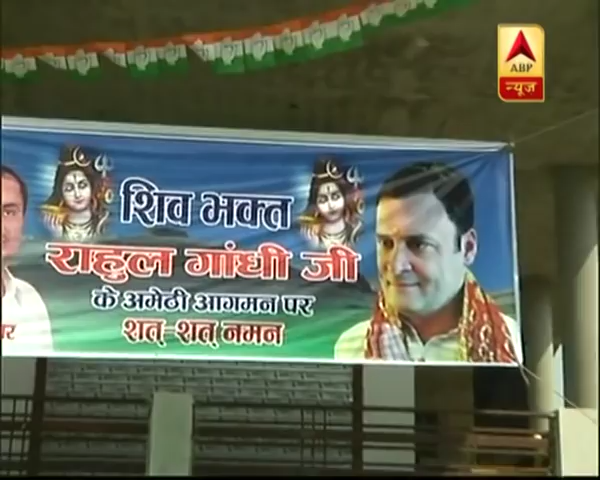 ABP
न्यूज़
शिव भक्त
राहुल गांधी जी
के अमेठी आगमन पर
शत्-शत् नमन